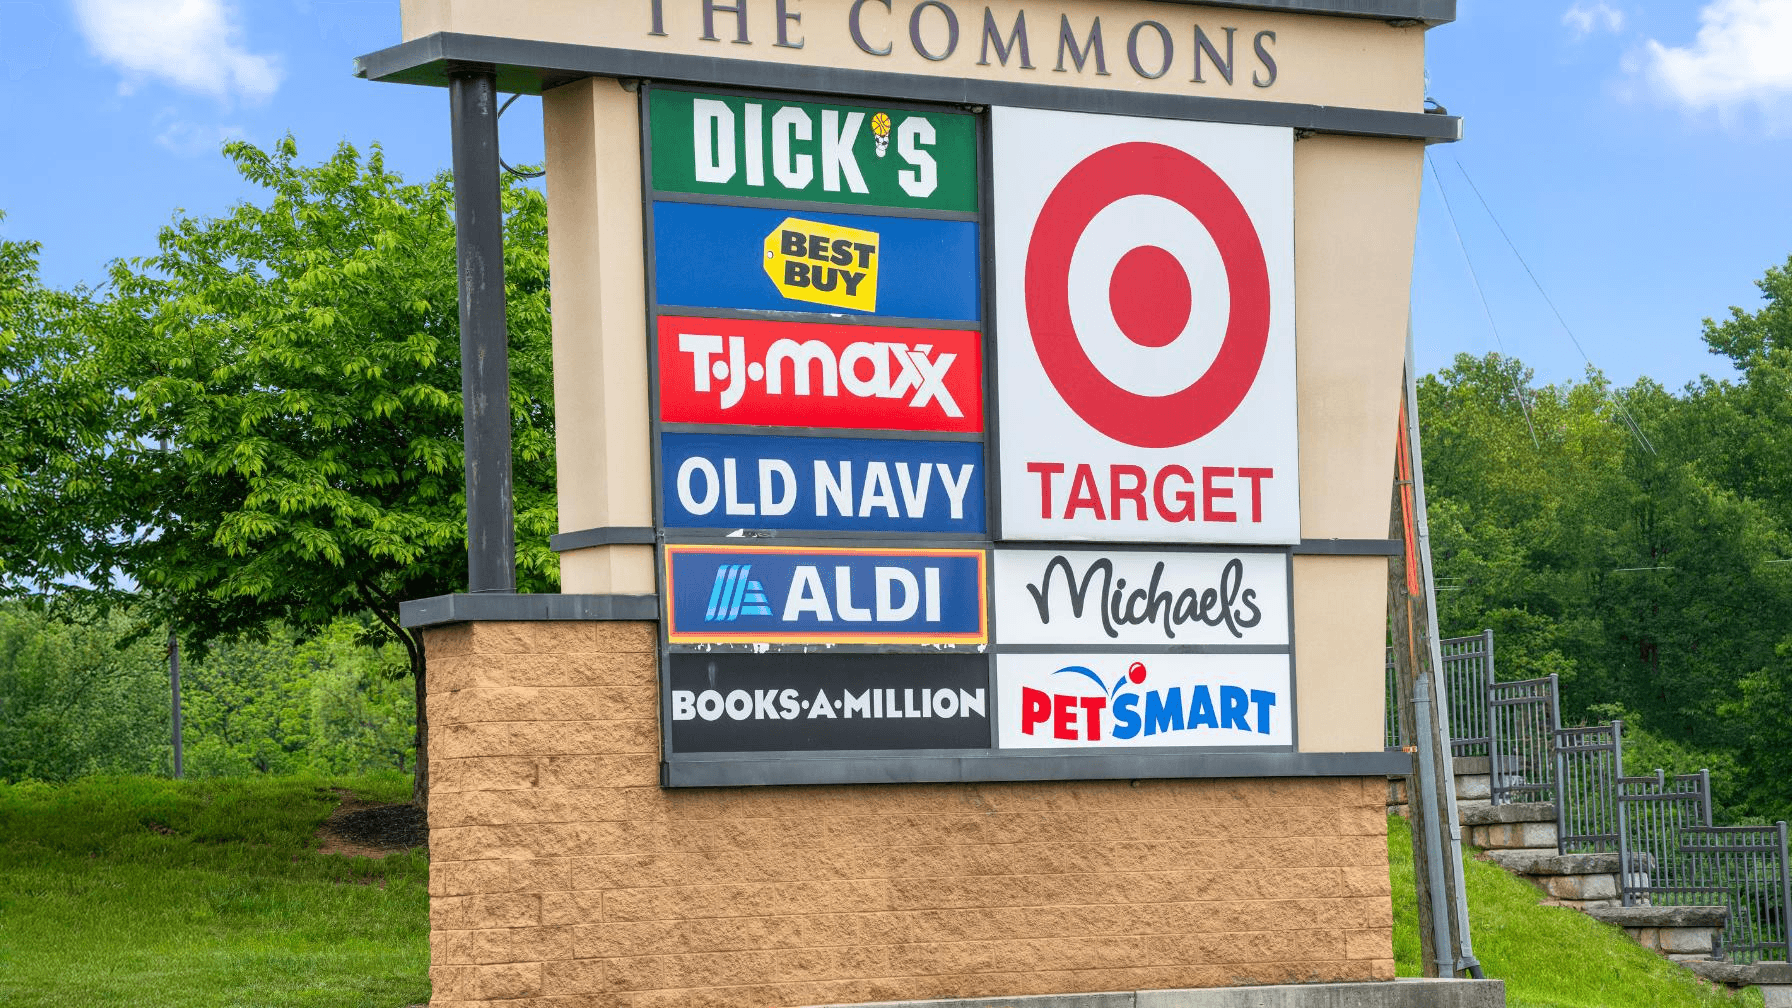 THE COMMONS
DICK'S
BEST
BUY
T·J·maxx
OLD NAVY
ALDI
BOOKS·A·MILLION
TARGET
Michaels
PETSMART